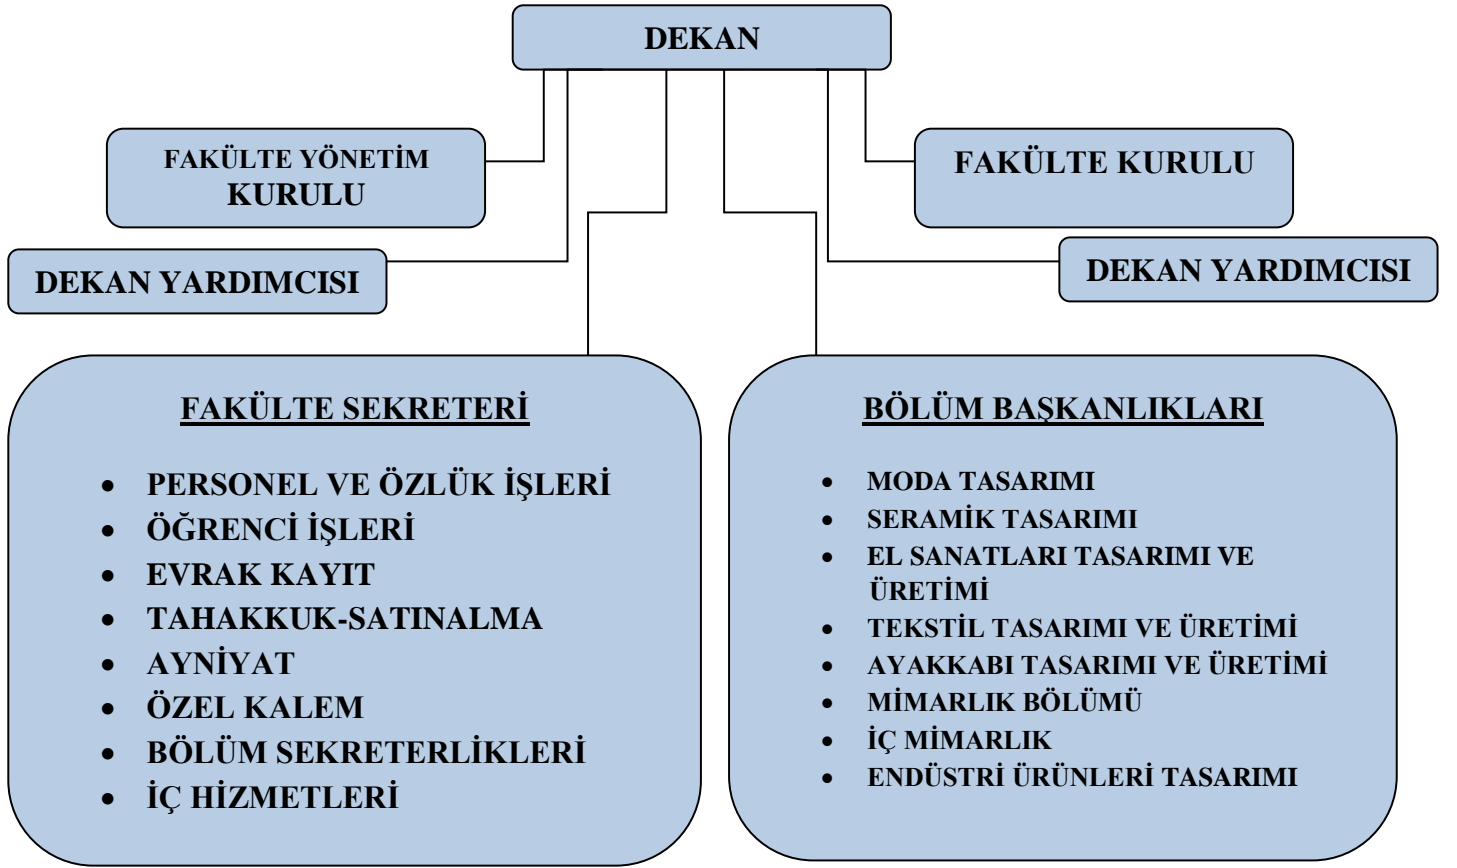 DEKAN
FAKÜLTE YÖNETİM
KURULU
FAKÜLTE KURULU
DEKAN YARDIMCISI
DEKAN YARDIMCISI
FAKÜLTE SEKRETERİ
• PERSONEL VE ÖZLÜK İŞLERİ
• ÖĞRENCİ İŞLERİ
• EVRAK KAYIT
• TAHAKKUK-SATINALMA
• AYNİYAT
• ÖZEL KALEM
• BÖLÜM SEKRETERLİKLERİ
• İÇ HİZMETLERİ
BÖLÜM BAŞKANLIKLARI
• MODA TASARIMI
• SERAMİK TASARIMI
• EL SANATLARI TASARIMI VE
ÜRETİMİ
• TEKSTİL TASARIMI VE ÜRETİMİ
• AYAKKABI TASARIMI VE ÜRETİMİ
• MİMARLIK BÖLÜMÜ
• İÇ MİMARLIK
• ENDÜSTRİ ÜRÜNLERİ TASARIMI